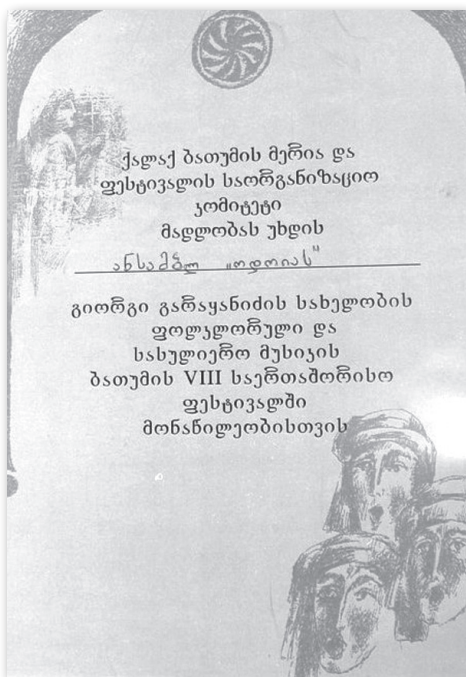 ქალაქ ბათუმის მერია და
ფესტივალის საორგანიზაციო
კომიტეტი
მადლობას უხდის
ანსამბლ „ოდოიას"
გიორგი გარაყანიძის სახელობის
ფოლკლორული და
სასულიერო მუსიკის
ბათუმის VIII საერთაშორისო
ფესტივალში
მონაწილეობისთვის